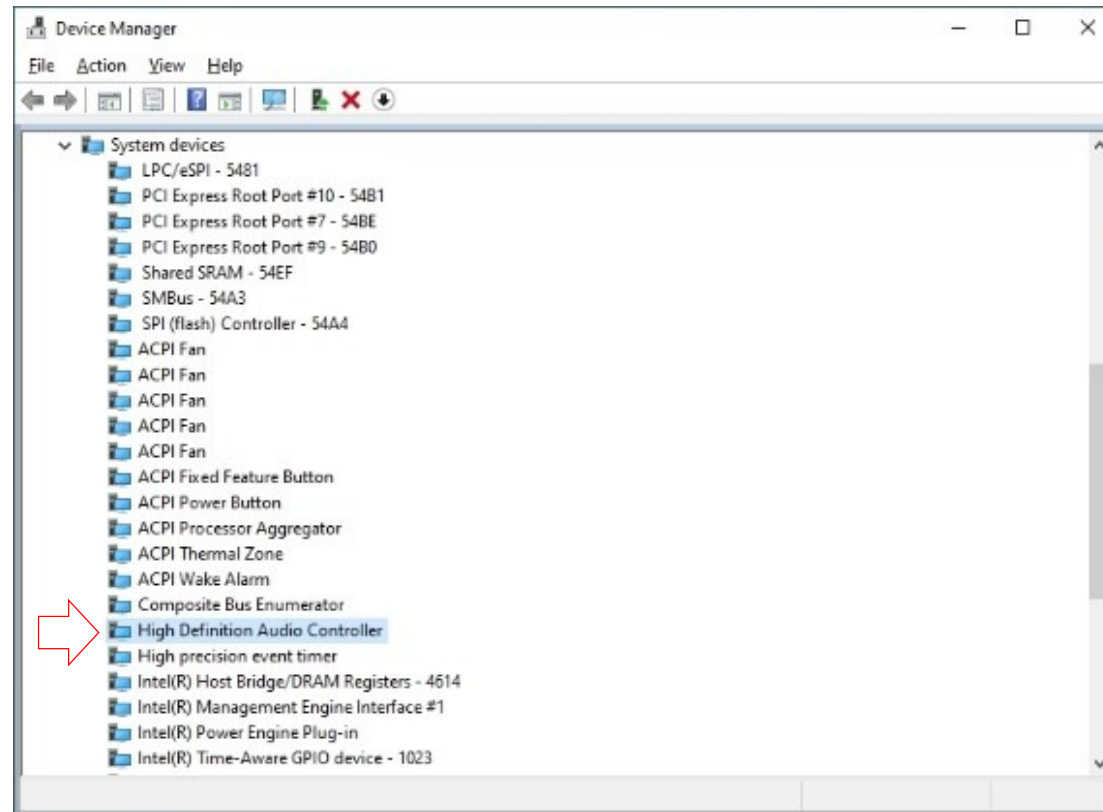 Device Manager
File Action View Help
System devices
LPC/eSPI - 5481
PCI Express Root Port #10 - 54B1
PCI Express Root Port #7 - 54BE
PCI Express Root Port #9 - 54B0
Shared SRAM - 54EF
SMBus - 54A3
SPI (flash) Controller - 54A4
ACPI Fan
ACPI Fan
ACPI Fan
ACPI Fan
ACPI Fan
ACPI Fixed Feature Button
ACPI Power Button
ACPI Processor Aggregator
ACPI Thermal Zone
ACPI Wake Alarm
Composite Bus Enumerator
High Definition Audio Controller
High precision event timer
Intel(R) Host Bridge/DRAM Registers - 4614
Intel(R) Management Engine Interface #1
Intel(R) Power Engine Plug-in
Intel(R) Time-Aware GPIO device - 1023